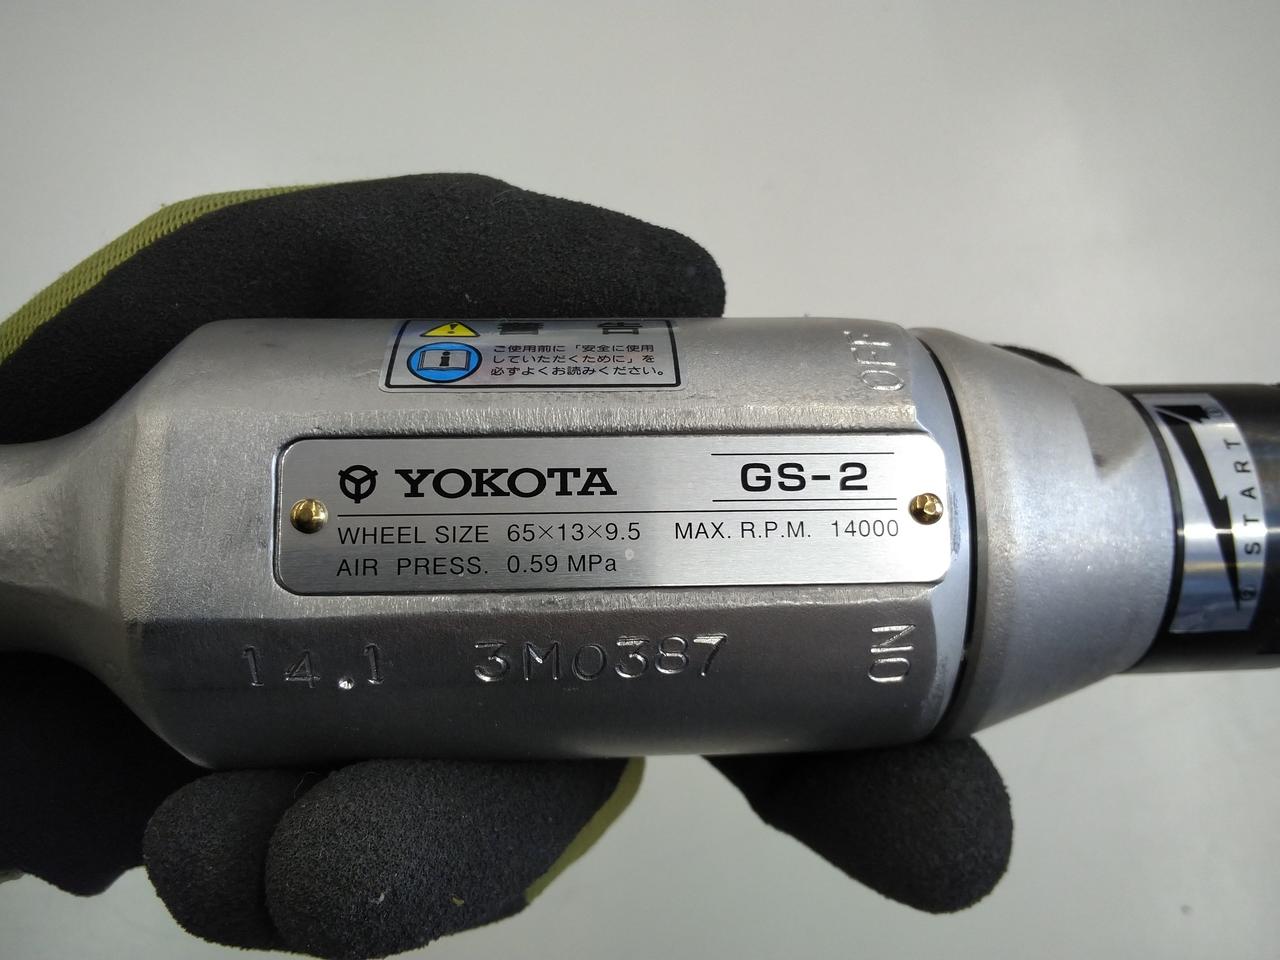 警告
ご使用前に「安全に使用
していただくために」を
必ずよくお読みください。
OFF
YOKOTA GS-2
WHEEL SIZE 65×13×9.5 MAX. R.P.M. 14000
AIR PRESS. 0.59 MPa
14.1 3M0387
ON
START